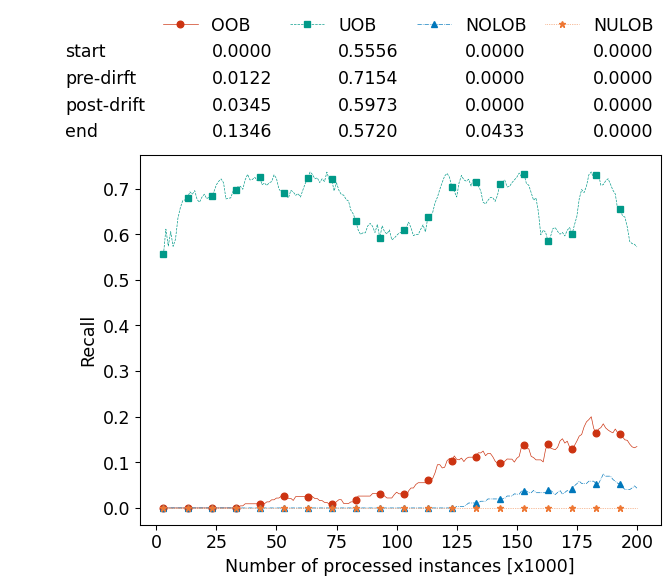 OOB UOB NOLOB NULOB
start 0.0000 0.5556 0.0000 0.0000
pre-dirft 0.0122 0.7154 0.0000 0.0000
post-drift 0.0345 0.5973 0.0000 0.0000
end 0.1346 0.5720 0.0433 0.0000
0.7
0.6
0.5
0.4
0.3
0.2
0.1
0.0
Recall
0 25 50 75 100 125 150 175 200
Number of processed instances [x1000]